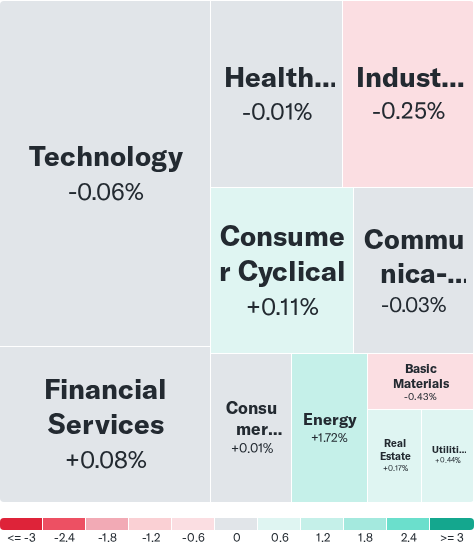 Technology
-0.06%
Health...
-0.01%
Indust...
-0.25%
Consume
r Cyclical
+0.11%
Commu
nica-...
-0.03%
Financial
Services
+0.08%
Consu
mer...
+0.01%
Energy
+1.72%
Basic
Materials
-0.43%
Real
Estate
+0.17%
Utiliti...
+0.44%
<= -3 -2.4 -1.8 -1.2 -0.6 0 0.6 1.2 1.8 2.4 >= 3